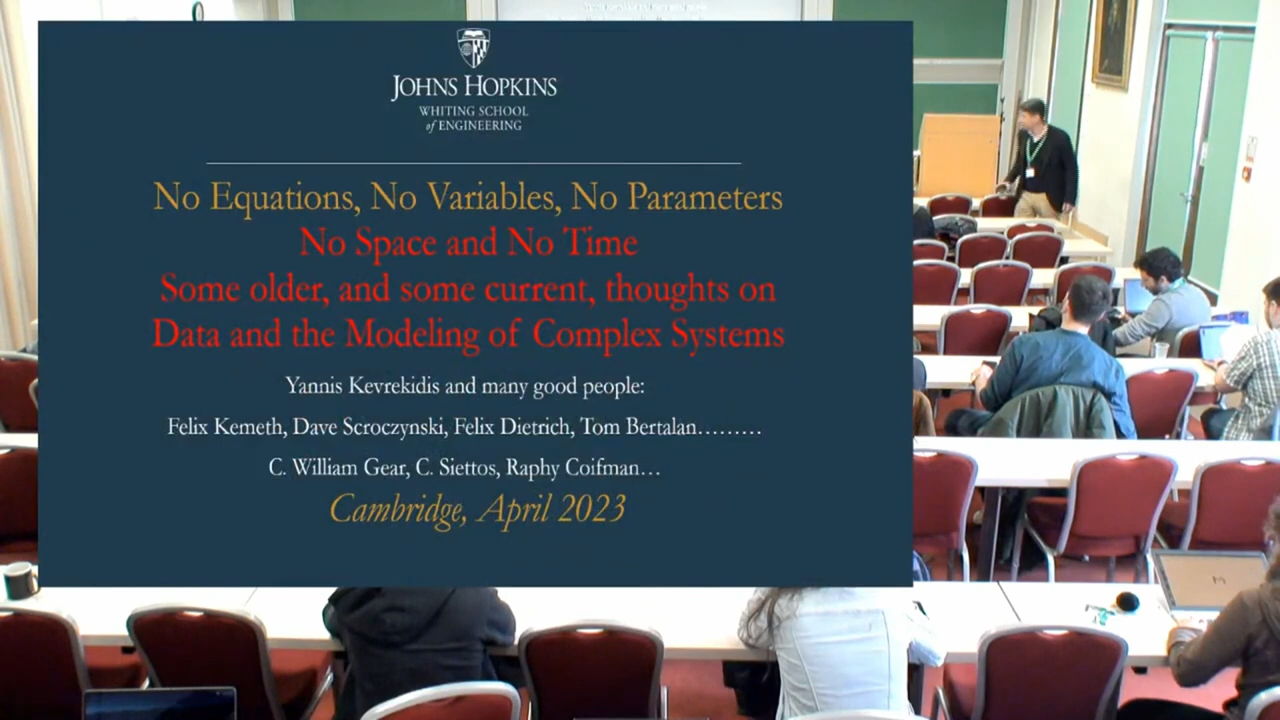 JOHNS HOPKINS
WHITING SCHOOL
of ENGINEERING
No Equations, No Variables, No Parameters
No Space and No Time
Some older, and some current, thoughts on
Data and the Modeling of Complex Systems
Yannis Kevrekidis and many good people:
Felix Kemeth, Dave Scroczynski, Felix Dietrich, Tom Bertalan………
C. William Gear, C. Siettos, Raphy Coifman…
Cambridge, April 2023